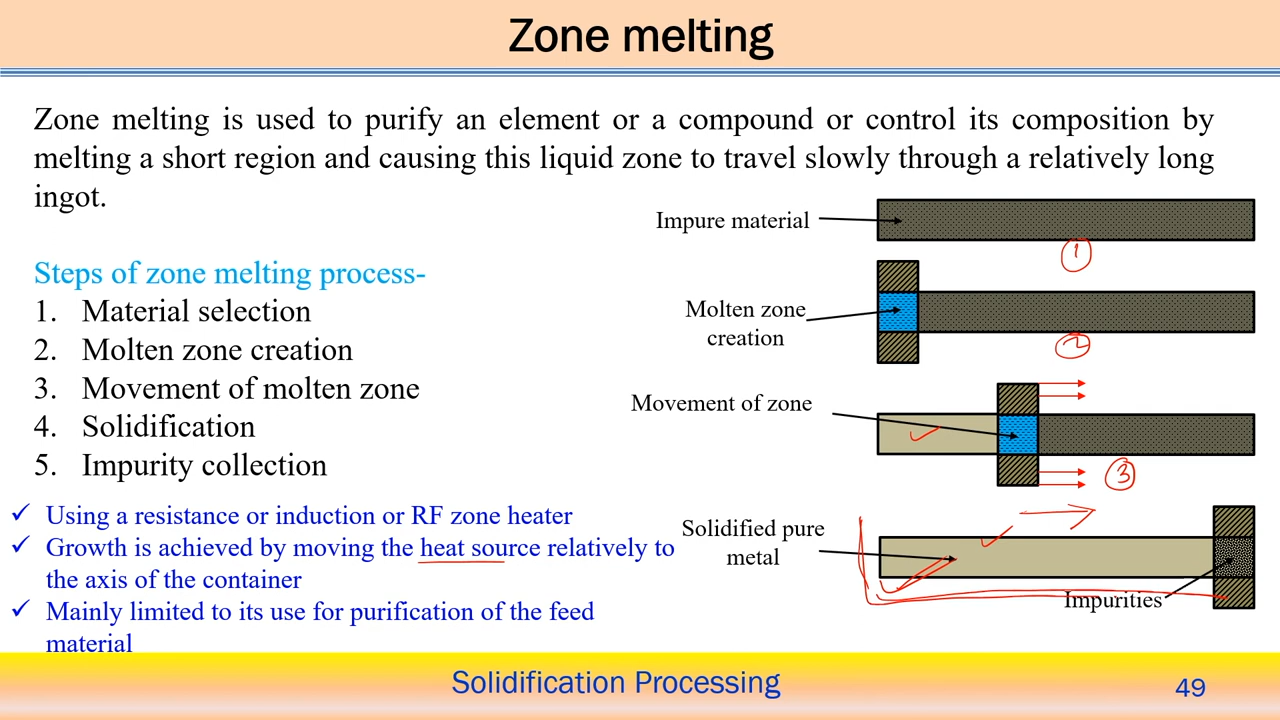 Zone melting
Zone melting is used to purify an element or a compound or control its composition by
melting a short region and causing this liquid zone to travel slowly through a relatively long
ingot.
Steps of zone melting process-
1. Material selection
2. Molten zone creation
3. Movement of molten zone
4. Solidification
5. Impurity collection
✓ Using a resistance or induction or RF zone heater
✓ Growth is achieved by moving the heat source relatively to
the axis of the container
✓ Mainly limited to its use for purification of the feed
material
Impure material
1
Molten zone
creation
2
Movement of zone
3
Solidified pure
metal
Impurities
Solidification Processing
49